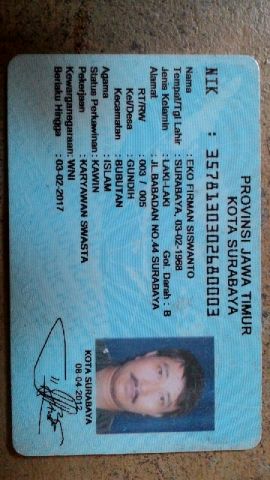 PROVINSI JAWA TIMUR
KOTA SURABAYA
NIK : 3578130302680003
Nama : EKO FIRMAN SISWANTO
Tempat/Tgl Lahir : SURABAYA, 03-02-1968
Jenis Kelamin : LAKI-LAKI Gol. Darah : B
Alamat : JL.BABADAN NO.44 SURABAYA
RT/RW : 003 / 005
Kel/Desa : GUNDIH
Kecamatan : BUBUTAN
Agama : ISLAM
Status Perkawinan : KAWIN
Pekerjaan : KARYAWAN SWASTA
Kewarganegaraan: WNI
Berlaku Hingga : 03-02-2017
KOTA SURABAYA
08-04-2012